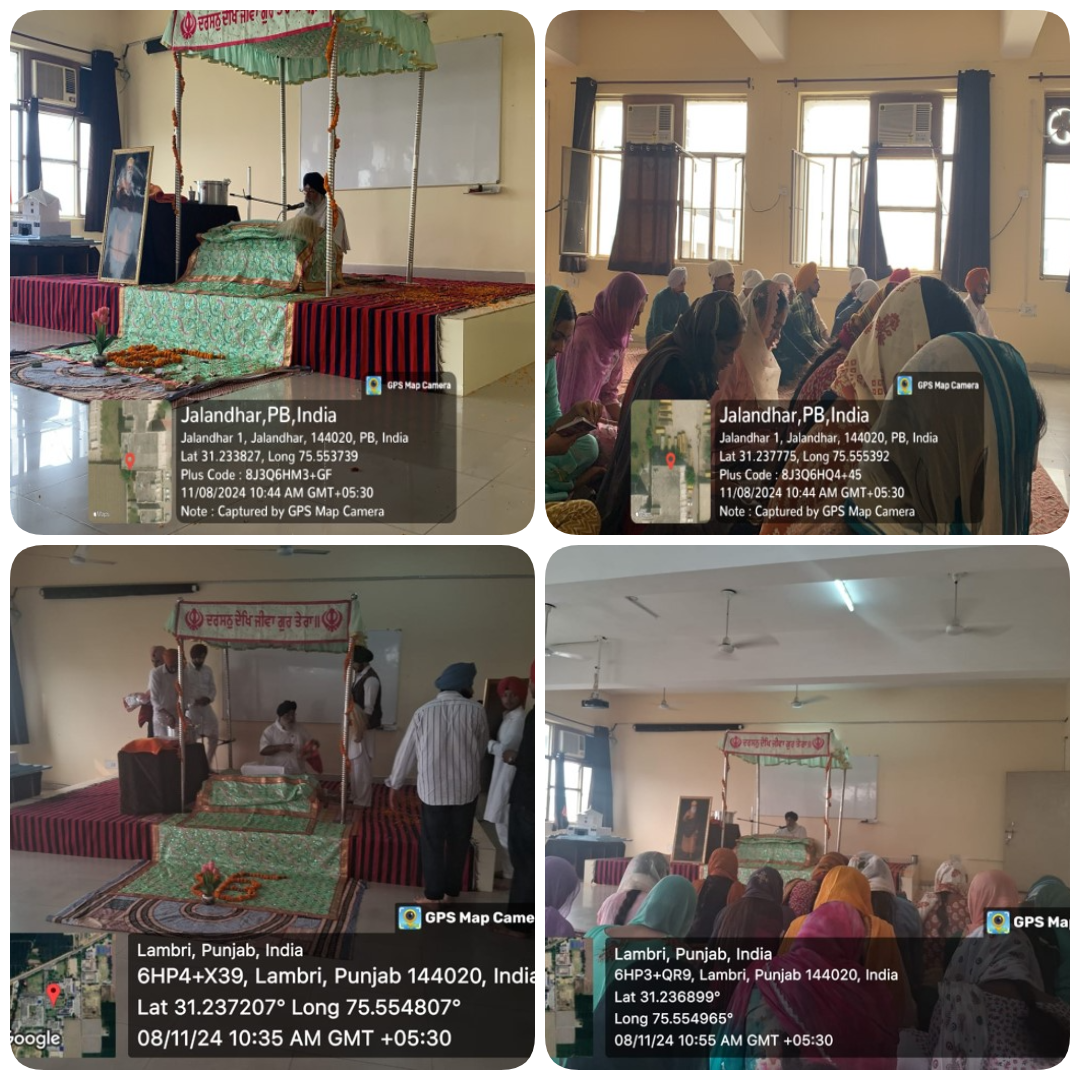 ਦਰਸਨੁ ਦੇਖਿ ਜੀਵਾ ਗੁਰ ਤੇਰਾ॥
GPS Map Camera
Jalandhar,PB,India
Jalandhar 1, Jalandhar, 144020, PB, India
Lat 31.233827, Long 75.553739
Plus Code : 8J3Q6HM3+GF
11/08/2024 10:44 AM GMT+05:30
Note : Captured by GPS Map Camera
GPS Map Camera
Jalandhar,PB,India
Jalandhar 1, Jalandhar, 144020, PB, India
Lat 31.237775, Long 75.555392
Plus Code : 8J3Q6HQ4+45
11/08/2024 10:44 AM GMT+05:30
Note : Captured by GPS Map Camera
ਦਰਸਨੁ ਦੇਖਿ ਜੀਵਾ ਗੁਰ ਤੇਰਾ॥
GPS Map Came
Lambri, Punjab, India
6HP4+X39, Lambri, Punjab 144020, India
Lat 31.237207° Long 75.554807°
08/11/24 10:35 AM GMT +05:30
Google
ਦਰਸਨੁ ਦੇਖਿ ਜੀਵਾ ਗੁਰ ਤੇਰਾ॥
GPS Ma
Lambri, Punjab, India
6HP3+QR9, Lambri, Punjab 144020, India
Lat 31.236899°
Long 75.554965°
08/11/24 10:55 AM GMT +05:30